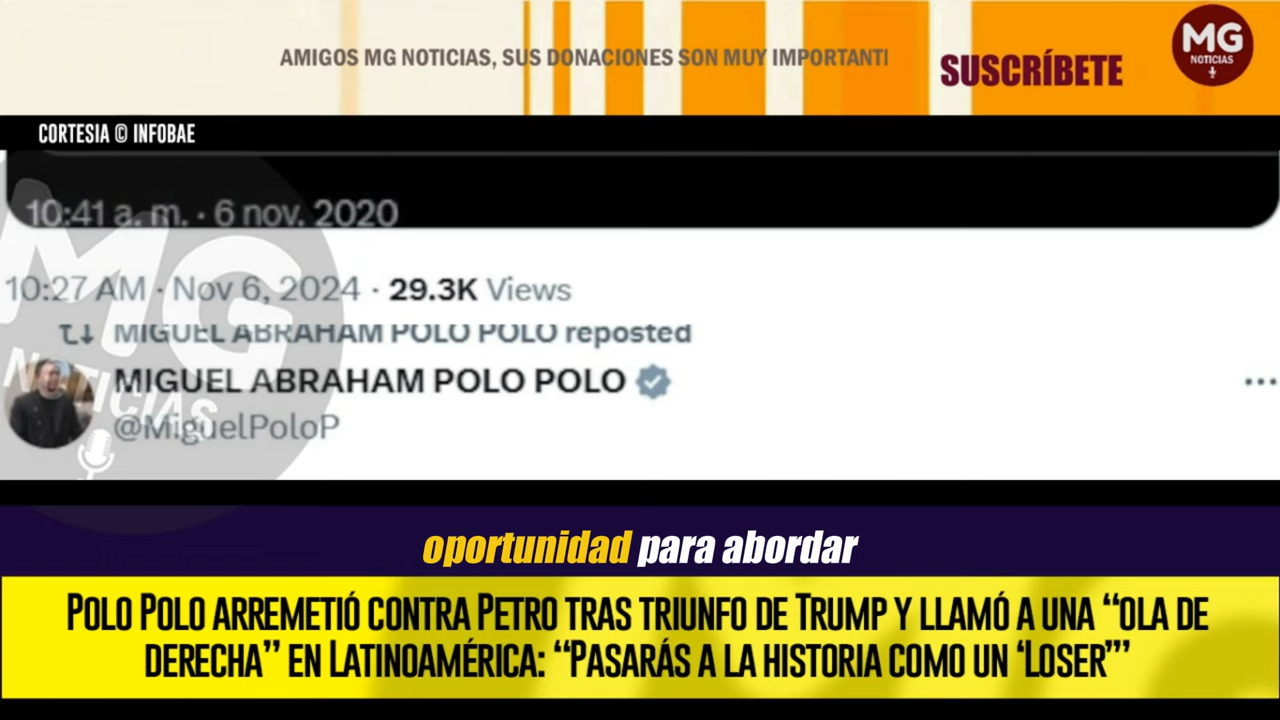 AMIGOS MG NOTICIAS, SUS DONACIONES SON MUY IMPORTANTI
SUSCRÍBETE
MG
NOTICIAS
CORTESIA © INFOBAE
10:41 a. m. · 6 nov. 2020
10:27 AM · Nov 6, 2024 · 29.3K Views
MIGUEL ABRAHAM POLO POLO reposted
MIGUEL ABRAHAM POLO POLO
@MiguelPoloP
MG
NOTICIAS
oportunidad para abordar
POLO POLO ARREMETIÓ CONTRA PETRO TRAS TRIUNFO DE TRUMP Y LLAMÓ A UNA “OLA DE
DERECHA” EN LATINOAMÉRICA: “PASARÁS A LA HISTORIA COMO UN ‘LOSER’”